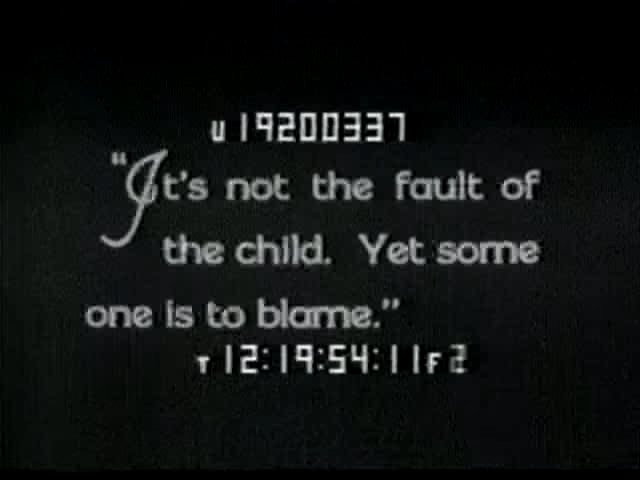 U 19200337
"It's not the fault of
the child. Yet some
one is to blame."
T 12:19:54:11F2